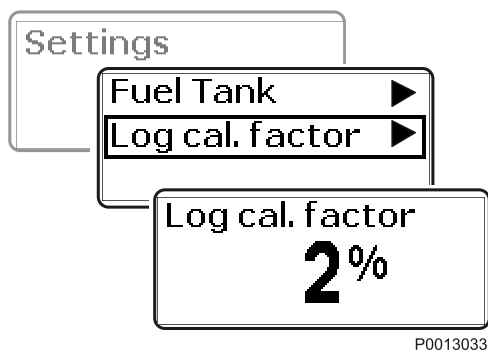 Settings
Fuel Tank
Log cal. factor
Log cal. factor
2%
P0013033